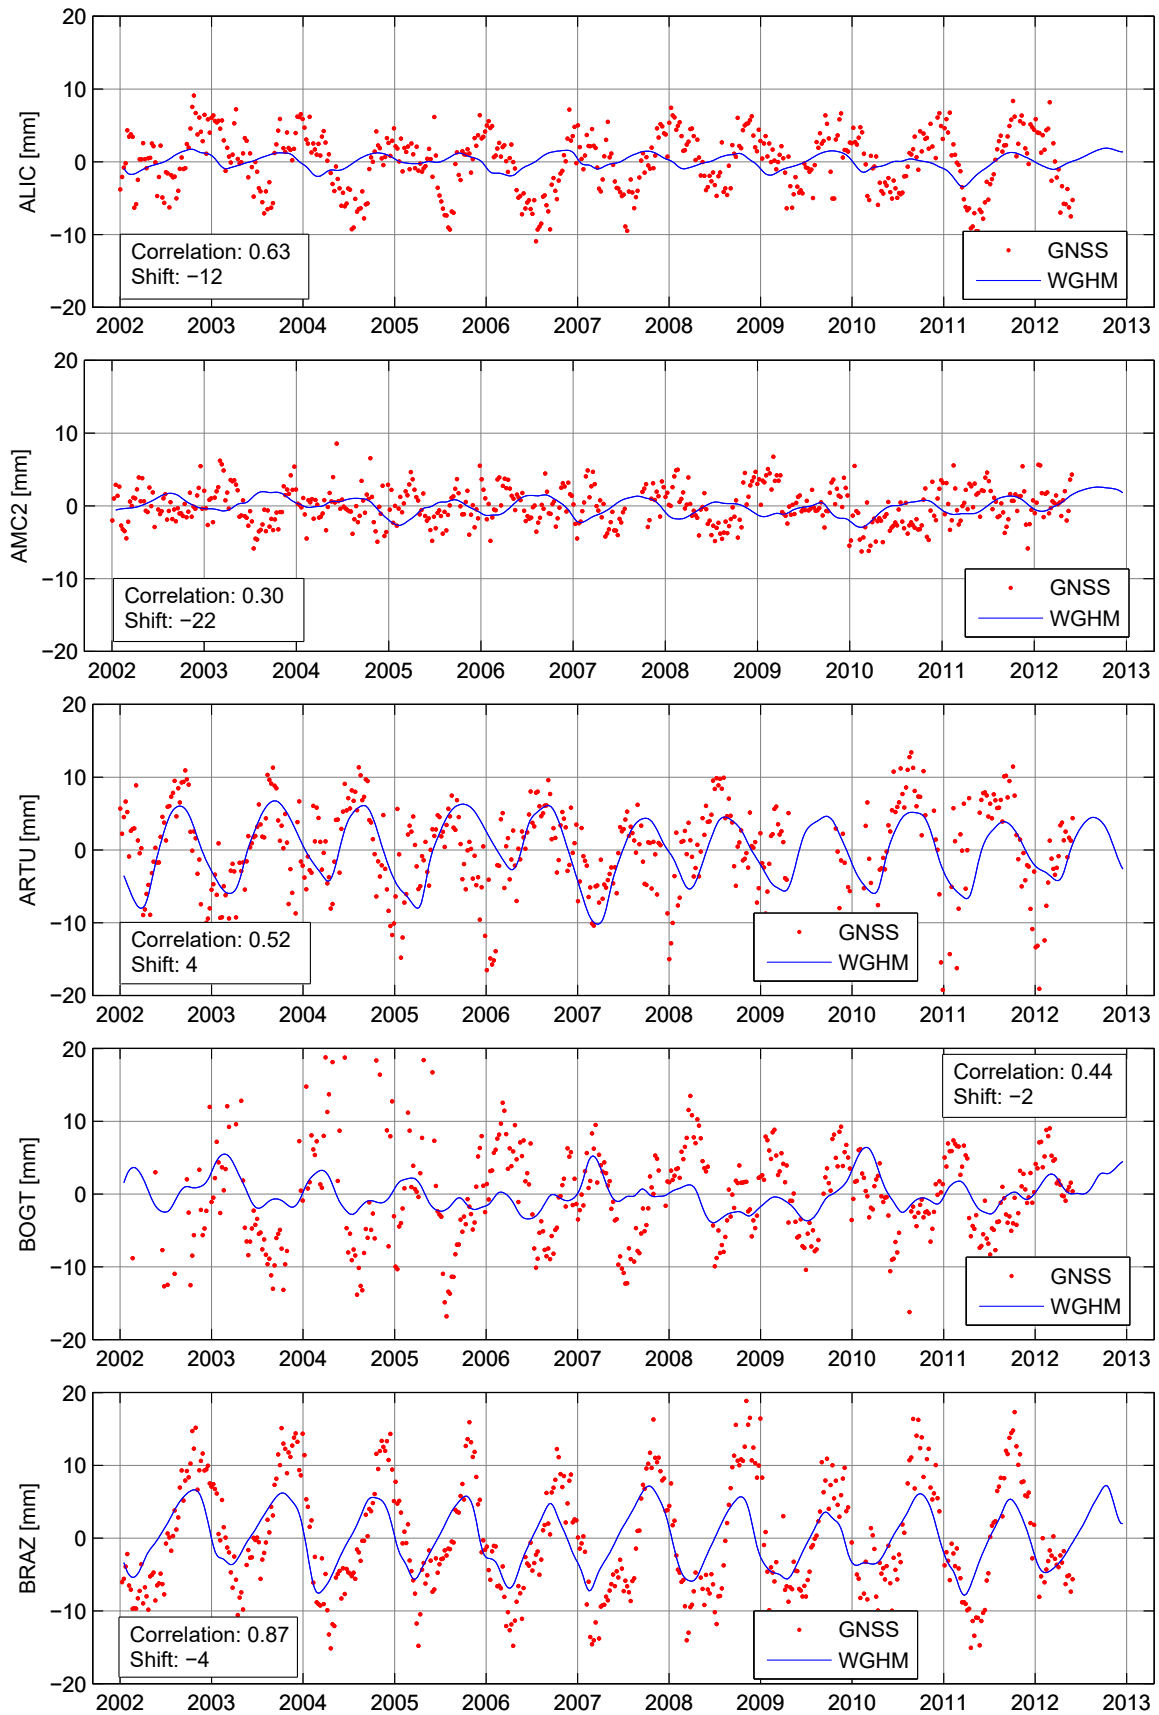 20
10
0
−10
−20
ALIC [mm]
Correlation: 0.63
Shift: −12
GNSS
WGHM
2002 2003 2004 2005 2006 2007 2008 2009 2010 2011 2012 2013
20
10
0
−10
−20
AMC2 [mm]
Correlation: 0.30
Shift: −22
GNSS
WGHM
2002 2003 2004 2005 2006 2007 2008 2009 2010 2011 2012 2013
20
10
0
−10
−20
ARTU [mm]
Correlation: 0.52
Shift: 4
GNSS
WGHM
2002 2003 2004 2005 2006 2007 2008 2009 2010 2011 2012 2013
20
10
0
−10
−20
BOGT [mm]
Correlation: 0.44
Shift: −2
GNSS
WGHM
2002 2003 2004 2005 2006 2007 2008 2009 2010 2011 2012 2013
20
10
0
−10
−20
BRAZ [mm]
Correlation: 0.87
Shift: −4
GNSS
WGHM
2002 2003 2004 2005 2006 2007 2008 2009 2010 2011 2012 2013